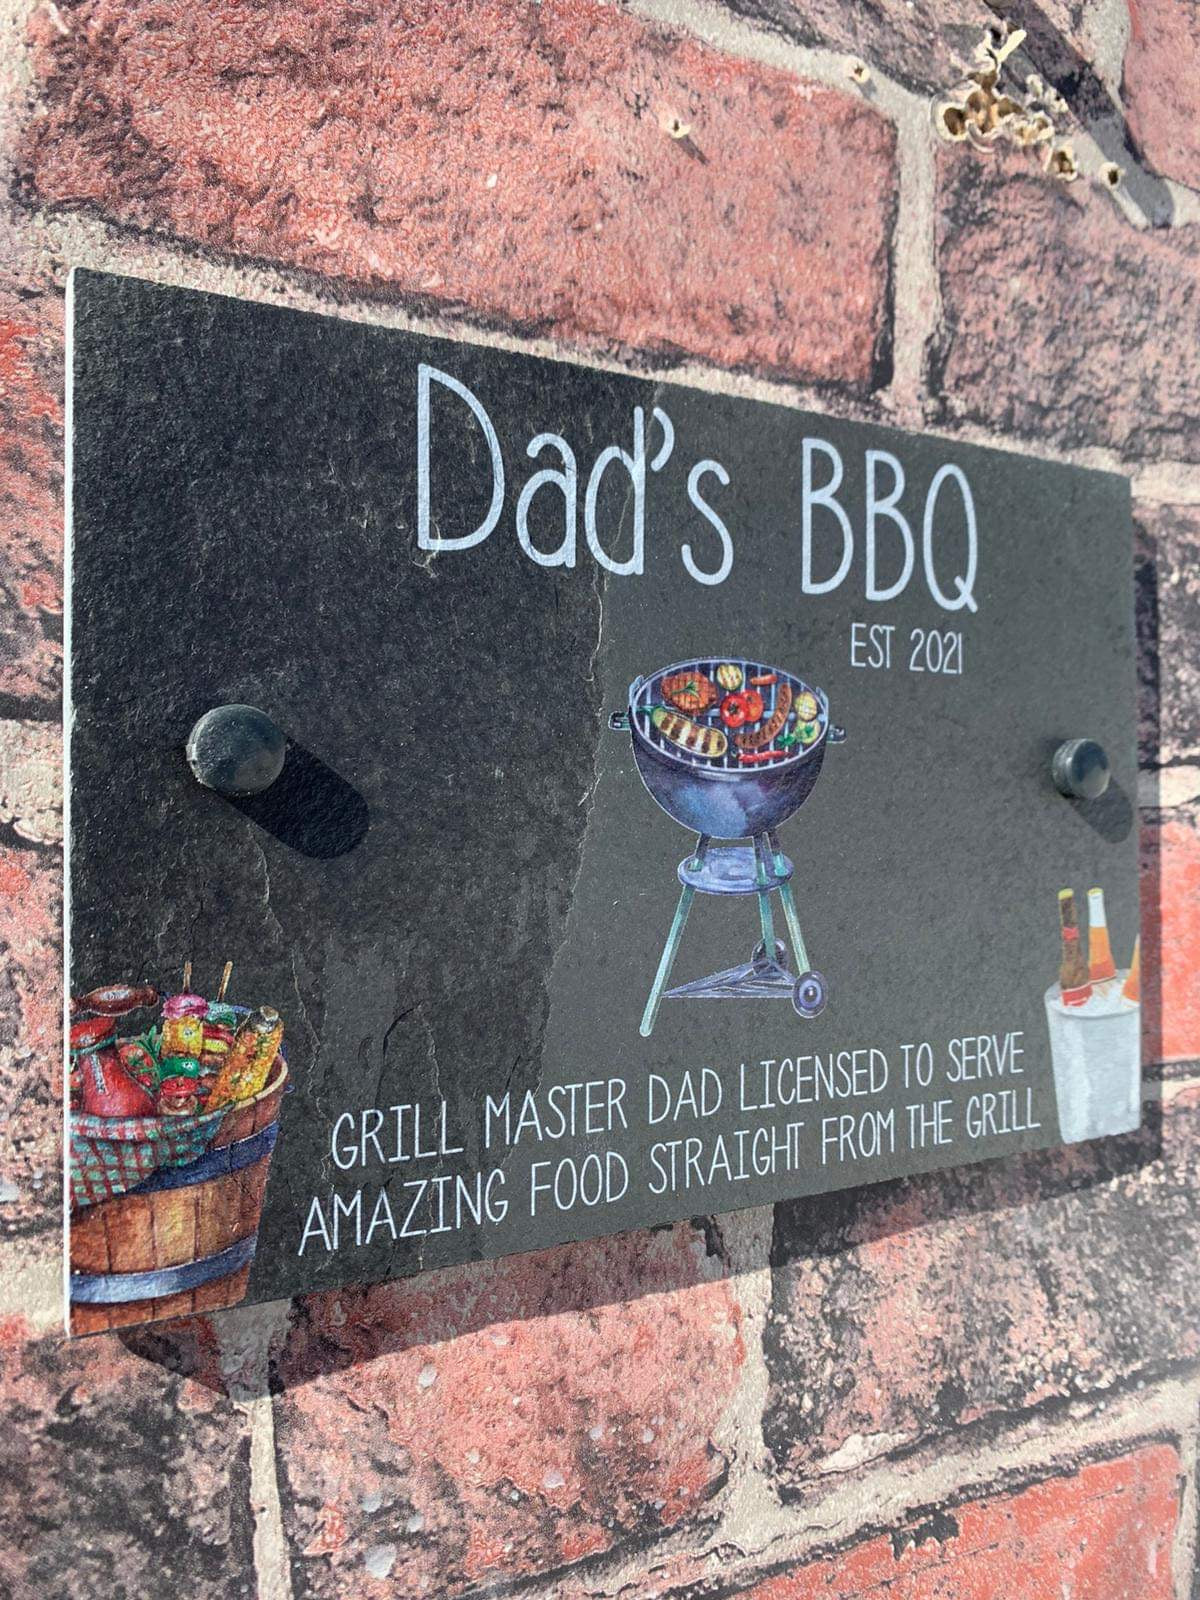 Dad's BBQ
EST 2021
GRILL MASTER DAD LICENSED TO SERVE
AMAZING FOOD STRAIGHT FROM THE GRILL